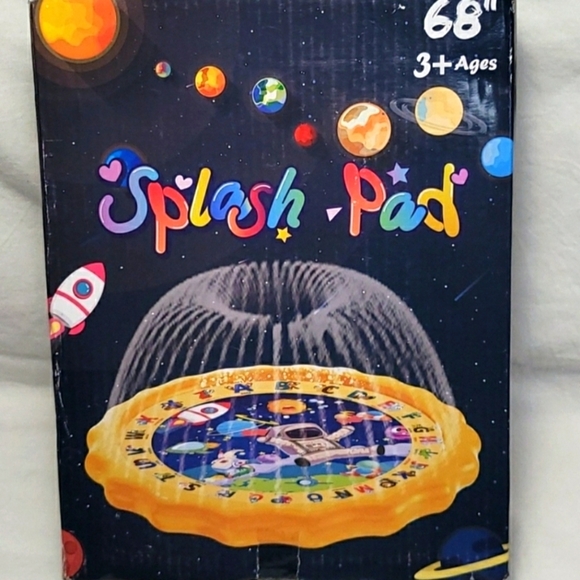 68"
3+ Ages
Splash Pad